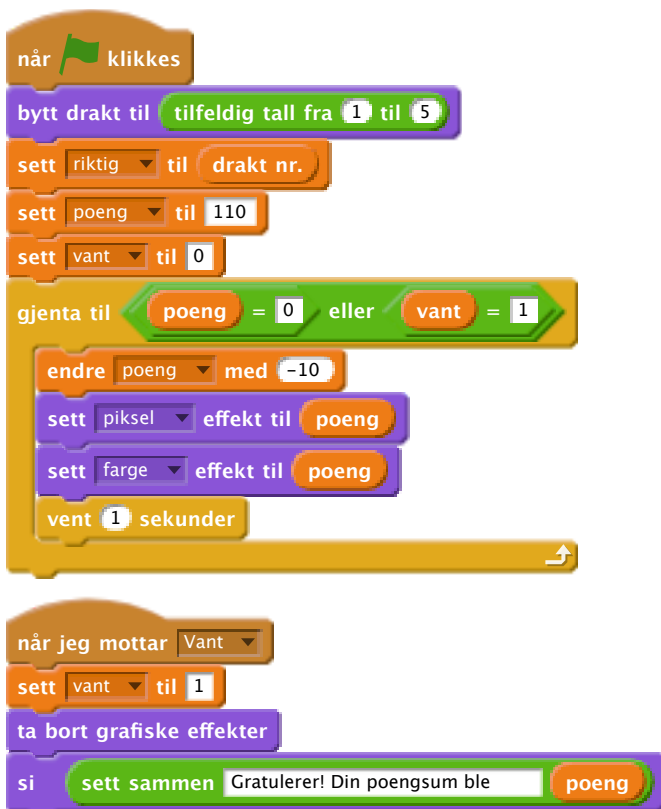 når klikkes
bytt drakt til tilfeldig tall fra 1 til 5
sett riktig til drakt nr.
sett poeng til 110
sett vant til 0
gjenta til poeng = 0 eller vant = 1
endre poeng med -10
sett piksel effekt til poeng
sett farge effekt til poeng
vent 1 sekunder
når jeg mottar Vant
sett vant til 1
ta bort grafiske effekter
si sett sammen Gratulerer! Din poengsum ble poeng